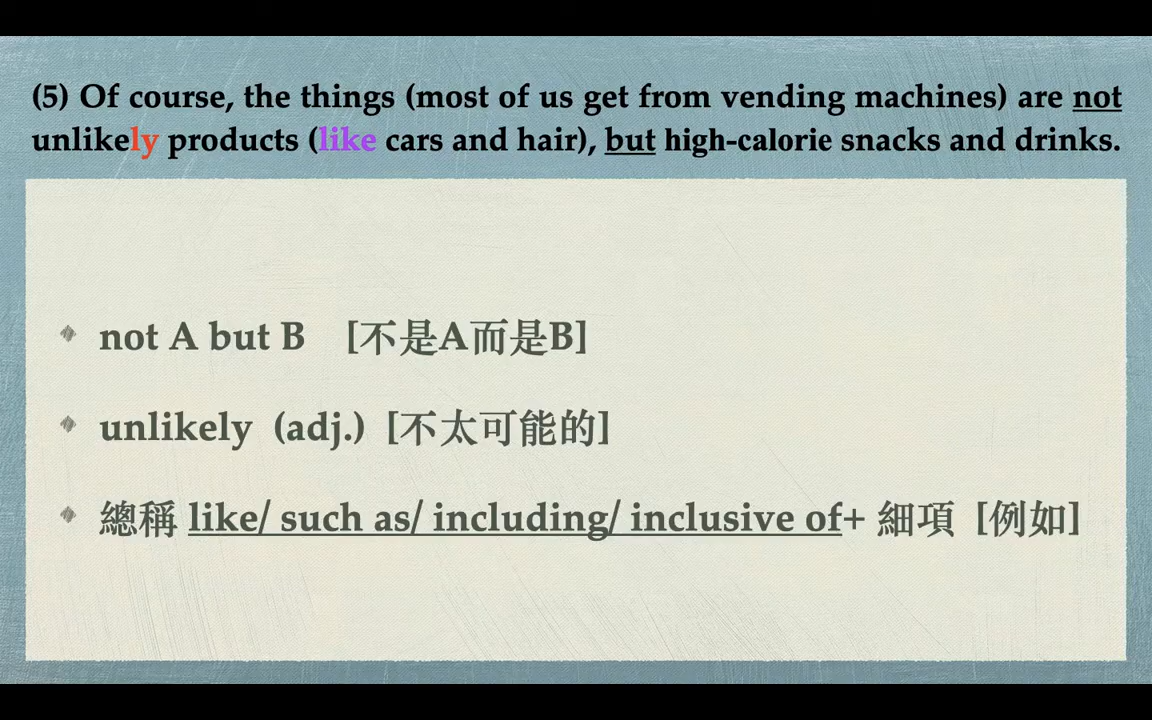 (5) Of course, the things (most of us get from vending machines) are not
unlikely products (like cars and hair), but high-calorie snacks and drinks.
not A but B [不是A而是B]
unlikely (adj.) [不太可能的]
總稱 like/ such as/ including/ inclusive of+ 細項 [例如]